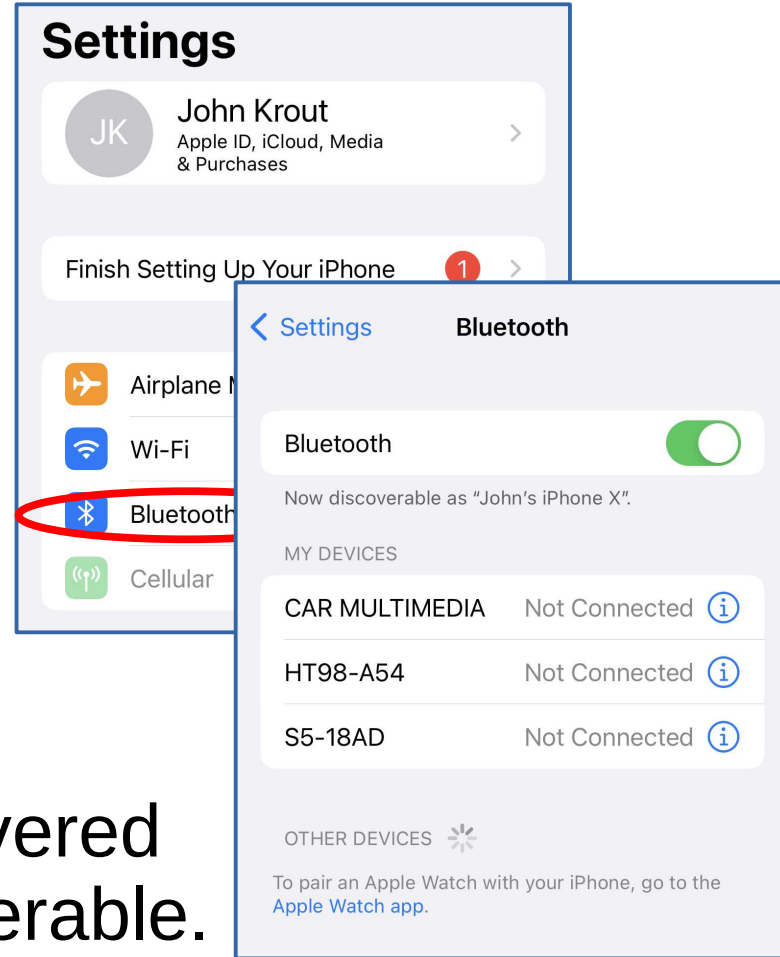 Settings
JK
John Krout
Apple ID, iCloud, Media
& Purchases
Finish Setting Up Your iPhone 1
Airplane
Wi-Fi
Bluetooth
Cellular
Settings Bluetooth
Bluetooth
Now discoverable as “John’s iPhone X”.
MY DEVICES
CAR MULTIMEDIA Not Connected i
HT98-A54 Not Connected i
S5-18AD Not Connected i
OTHER DEVICES
To pair an Apple Watch with your iPhone, go to the
Apple Watch app.
vered
erable.